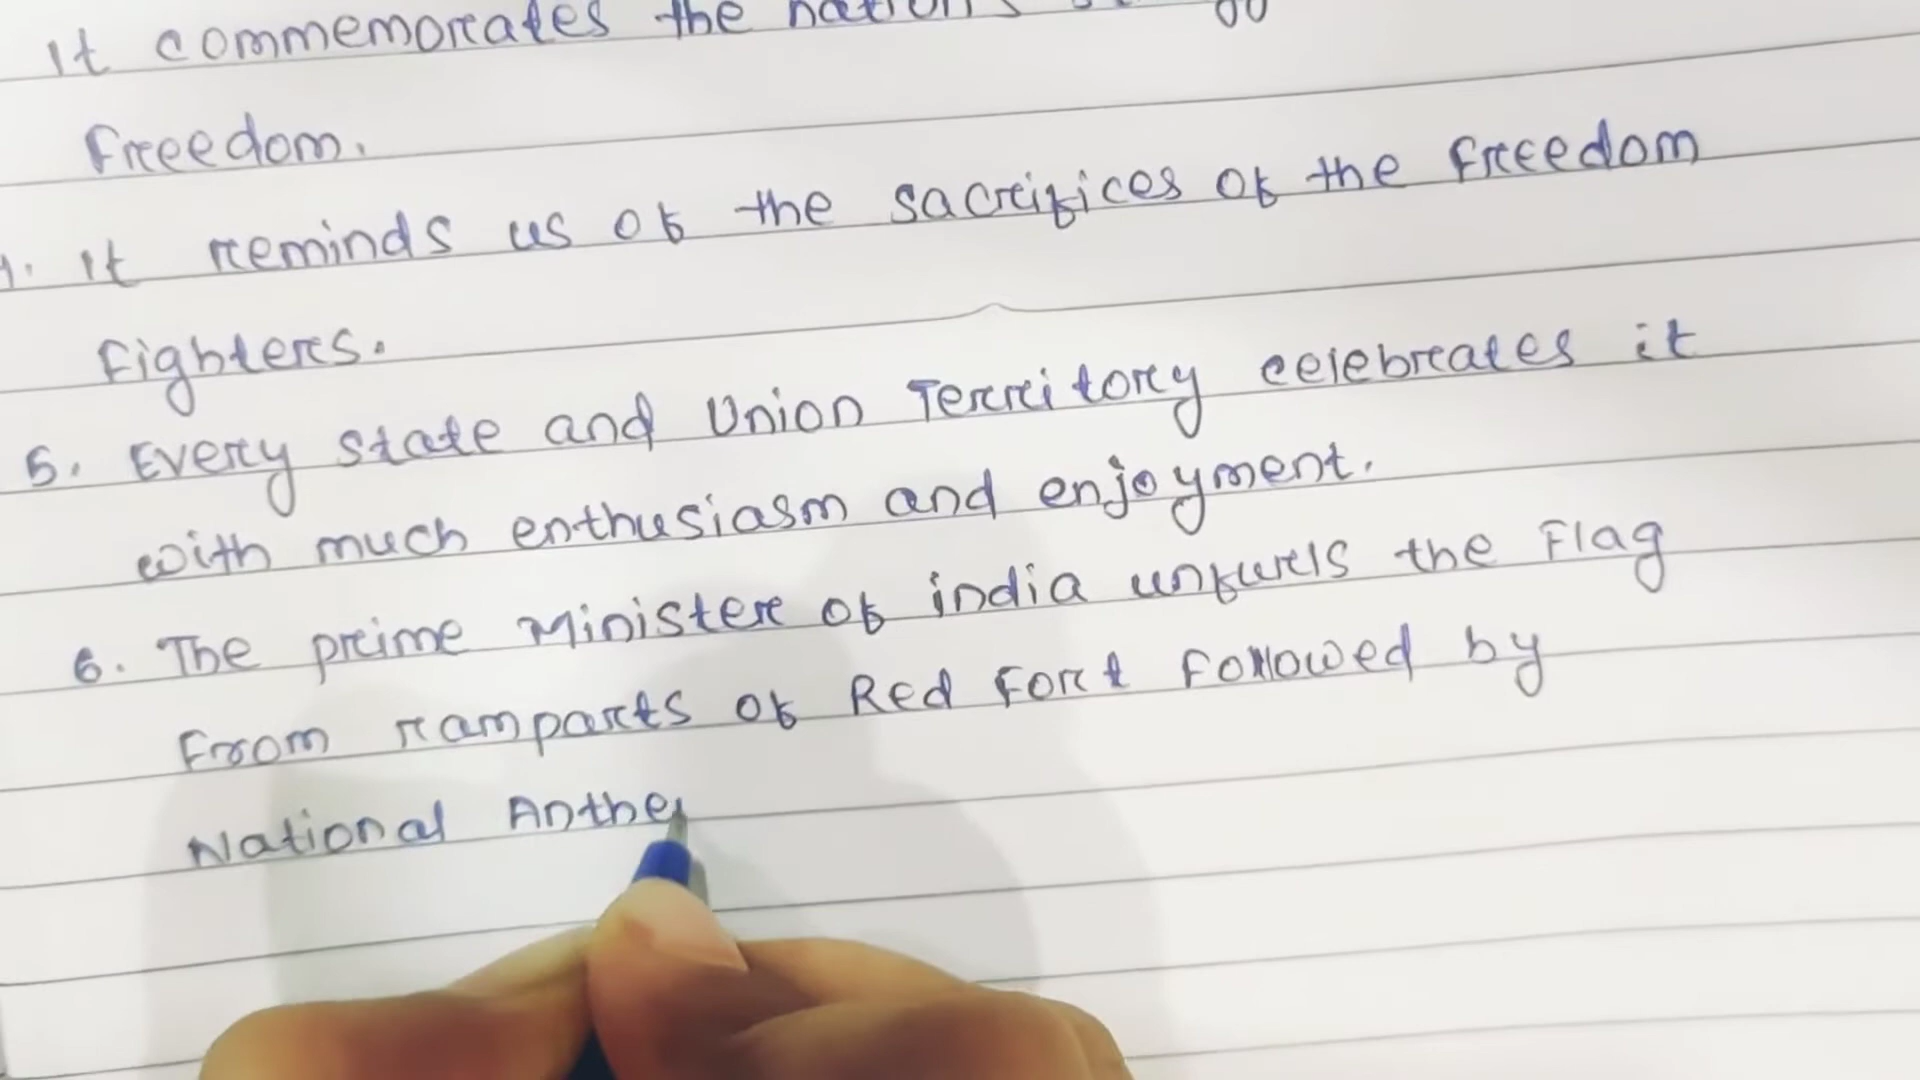 It commemorates the nation's
freedom.
4. It reminds us of the sacrifices of the freedom
fighters.
5. Every state and Union Territory celebrates it
with much enthusiasm and enjoyment.
6. The prime Minister of india unfurls the Flag
From ramparts of Red Fort Followed by
National Anthe